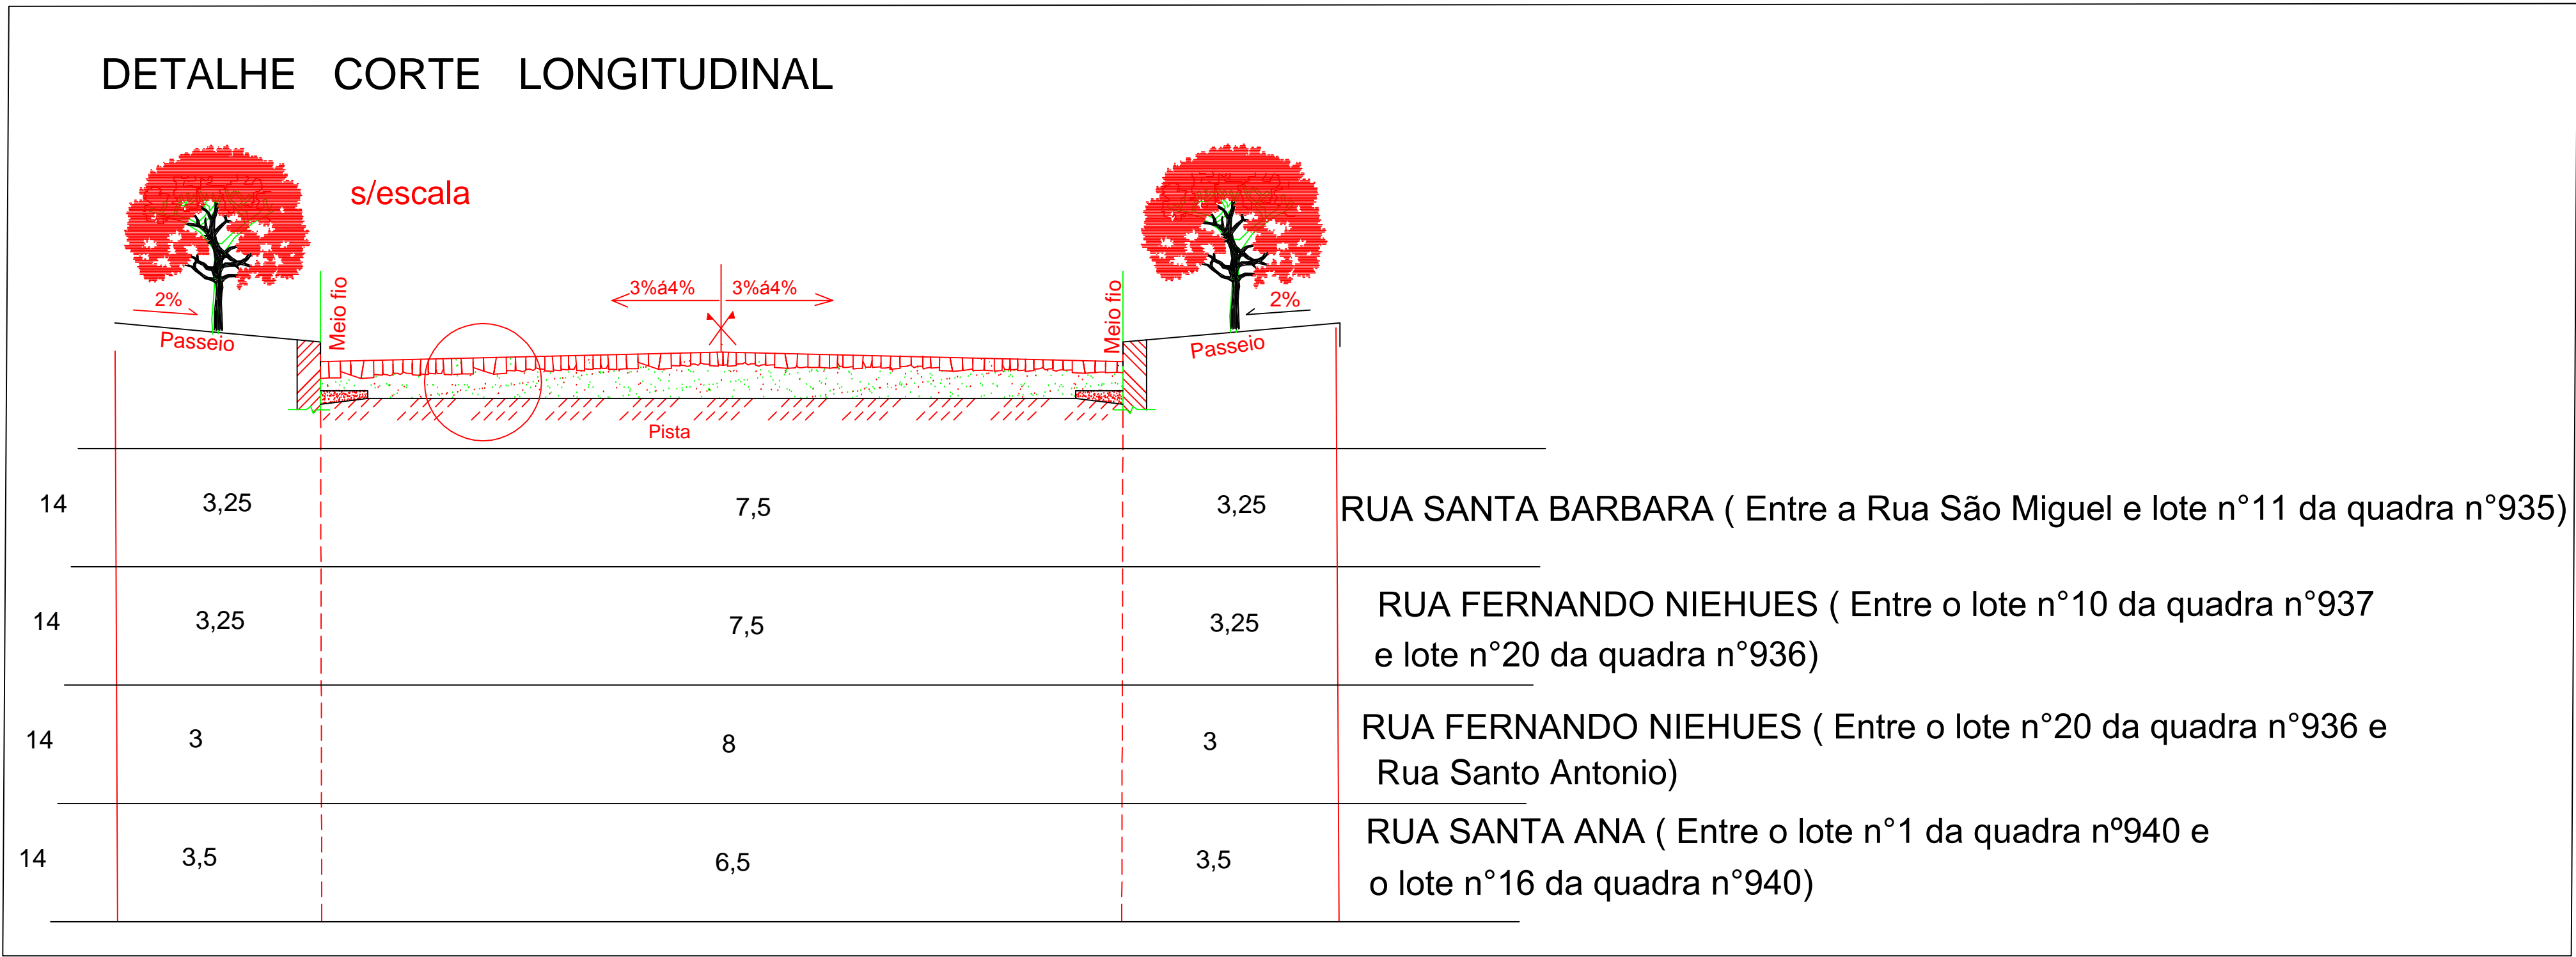 DETALHE CORTE LONGITUDINAL
s/escala
2%
Passeio
Meio fio
3%á4% 3%á4%
Meio fio
2%
Passeio
Pista
14 3,25 7,5 3,25 RUA SANTA BARBARA ( Entre a Rua São Miguel e lote n°11 da quadra n°935)
14 3,25 7,5 3,25 RUA FERNANDO NIEHUES ( Entre o lote n°10 da quadra n°937
e lote n°20 da quadra n°936)
14 3 8 3 RUA FERNANDO NIEHUES ( Entre o lote n°20 da quadra n°936 e
Rua Santo Antonio)
14 3,5 6,5 3,5 RUA SANTA ANA ( Entre o lote n°1 da quadra nº940 e
o lote n°16 da quadra n°940)